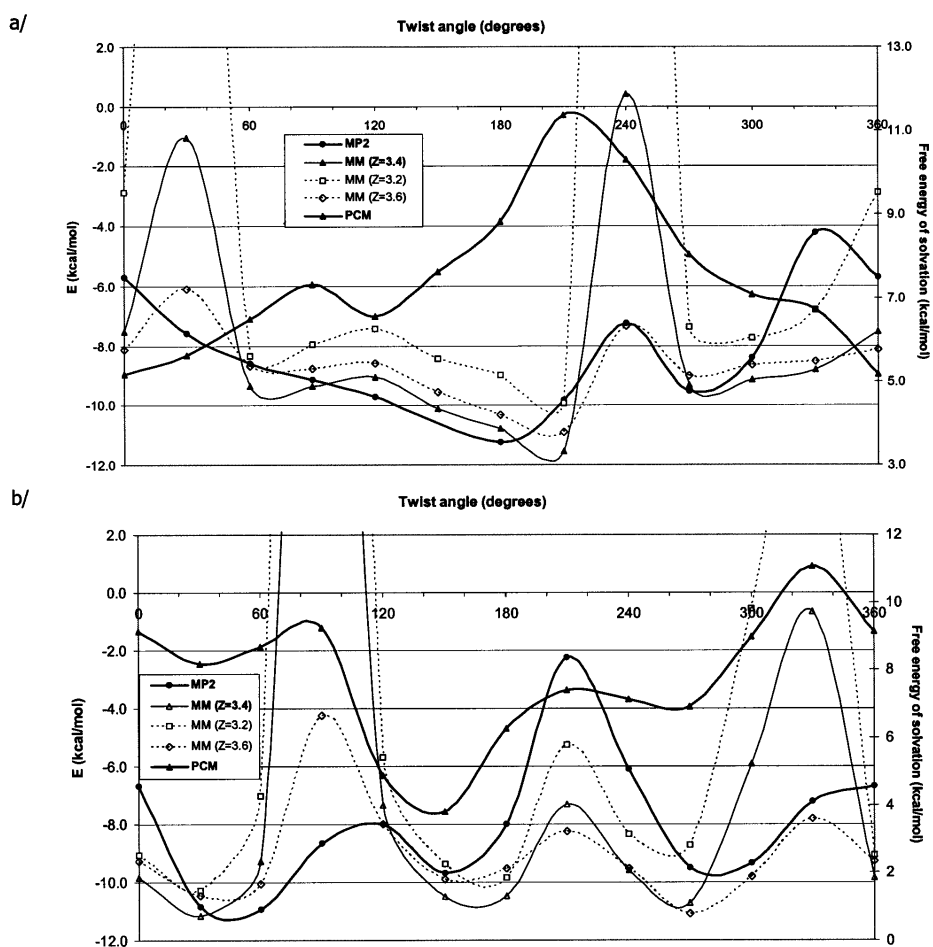 a/
Twist angle (degrees)
2.0
0.0
-2.0
-4.0
-6.0
-8.0
-10.0
-12.0
E (kcal/mol)
0
60
120
180
240
300
360
MP2
MM (Z=3.4)
MM (Z=3.2)
MM (Z=3.6)
PCM
13.0
11.0
9.0
7.0
5.0
3.0
Free energy of solvation (kcal/mol)
b/
Twist angle (degrees)
2.0
0.0
-2.0
-4.0
-6.0
-8.0
-10.0
-12.0
E (kcal/mol)
0
60
120
180
240
300
360
MP2
MM (Z=3.4)
MM (Z=3.2)
MM (Z=3.6)
PCM
12
10
8
6
4
2
0
Free energy of solvation (kcal/mol)